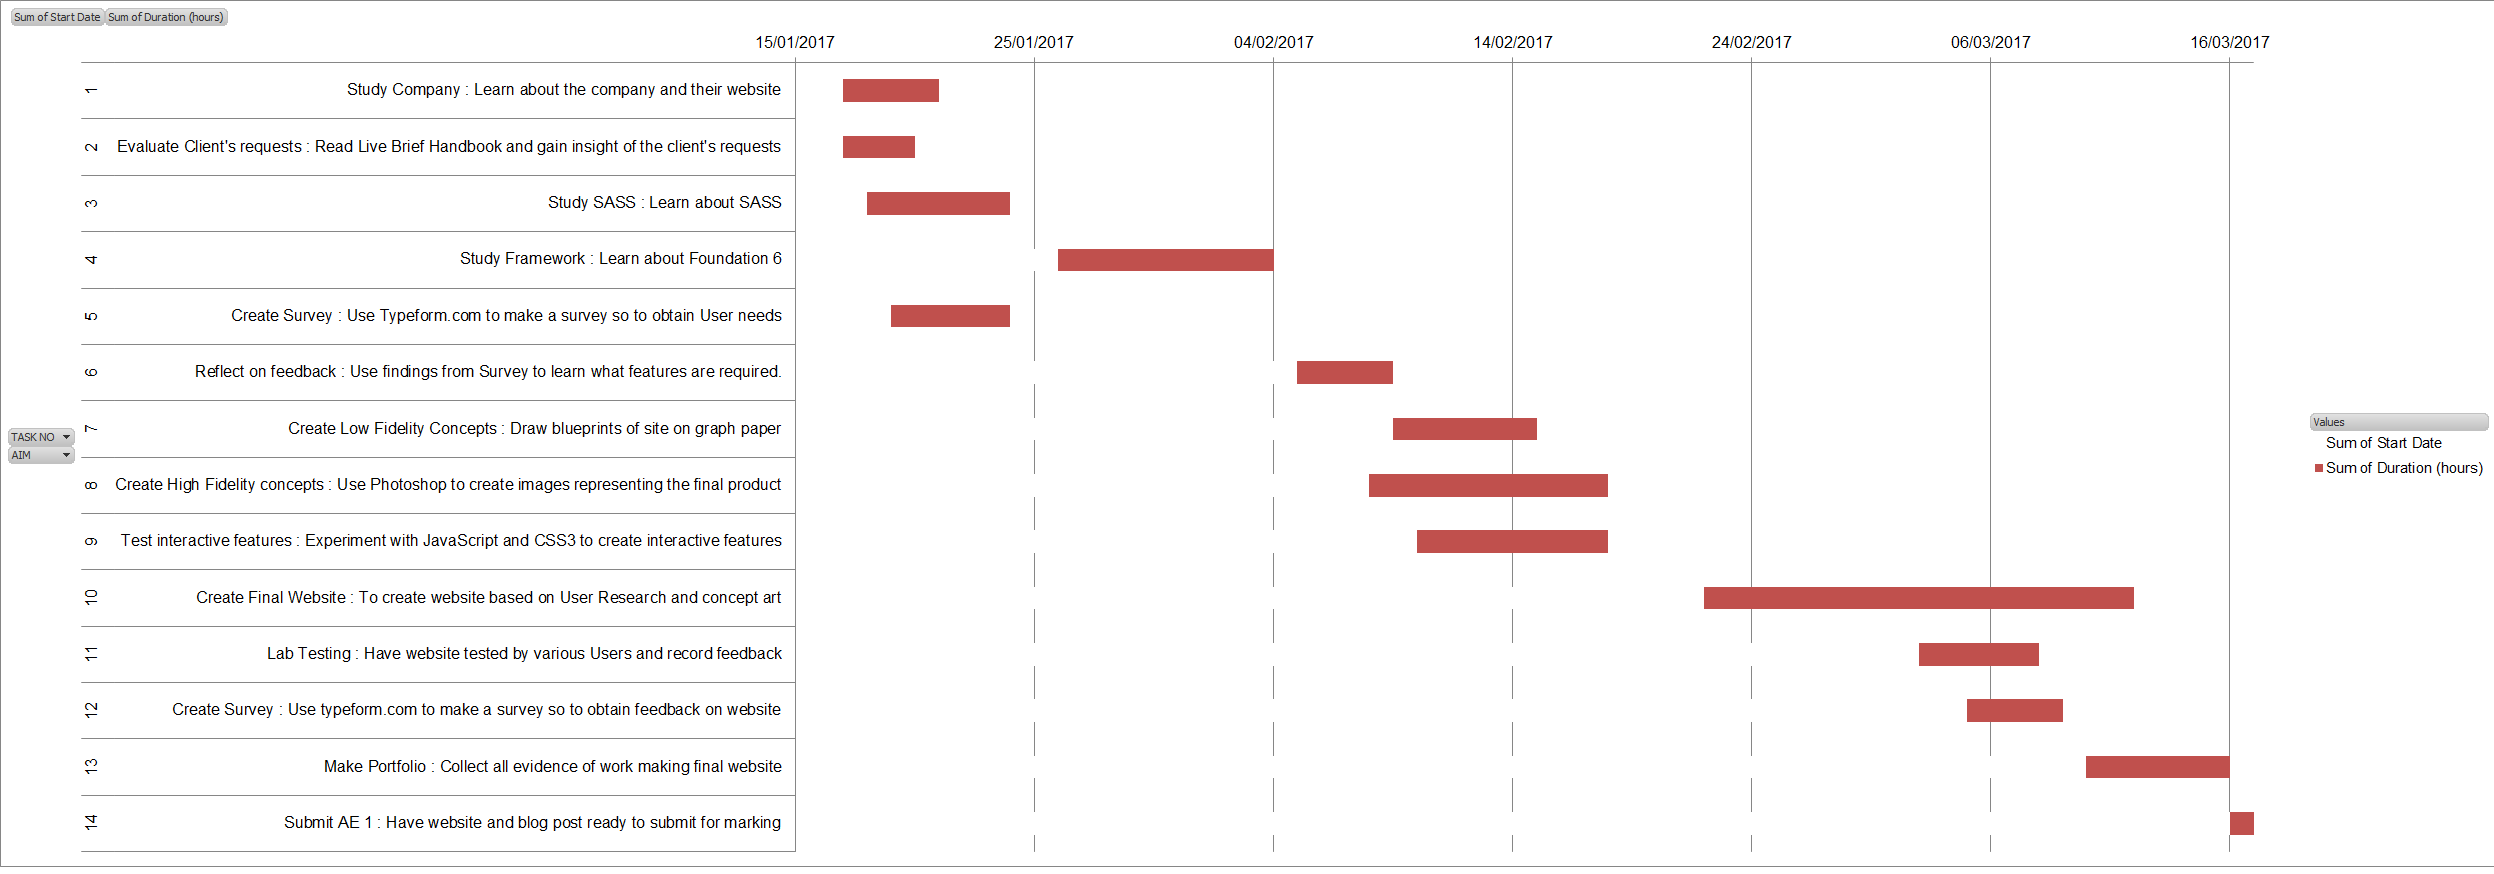 Sum of Start Date Sum of Duration (hours)
15/01/2017 25/01/2017 04/02/2017 14/02/2017 24/02/2017 06/03/2017 16/03/2017
1 Study Company : Learn about the company and their website
2 Evaluate Client's requests : Read Live Brief Handbook and gain insight of the client's requests
3 Study SASS : Learn about SASS
4 Study Framework : Learn about Foundation 6
5 Create Survey : Use Typeform.com to make a survey so to obtain User needs
6 Reflect on feedback : Use findings from Survey to learn what features are required.
7 Create Low Fidelity Concepts : Draw blueprints of site on graph paper
8 Create High Fidelity concepts : Use Photoshop to create images representing the final product
9 Test interactive features : Experiment with JavaScript and CSS3 to create interactive features
10 Create Final Website : To create website based on User Research and concept art
11 Lab Testing : Have website tested by various Users and record feedback
12 Create Survey : Use typeform.com to make a survey so to obtain feedback on website
13 Make Portfolio : Collect all evidence of work making final website
14 Submit AE 1 : Have website and blog post ready to submit for marking
TASK NO
AIM
Values
Sum of Start Date
Sum of Duration (hours)